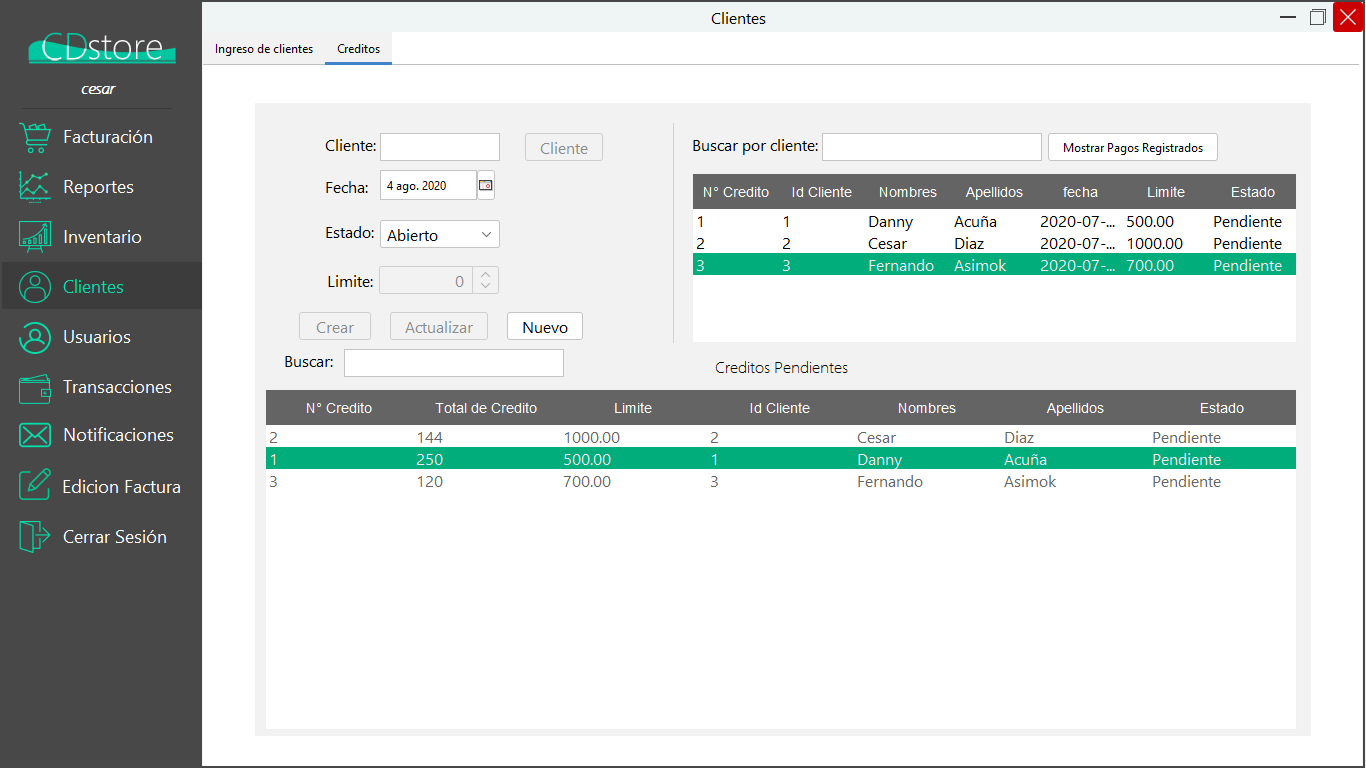 Clientes
CDstore
cesar
Facturación
Reportes
Inventario
Clientes
Usuarios
Transacciones
Notificaciones
Edicion Factura
Cerrar Sesión
Ingreso de clientes Creditos
Cliente: Cliente
Fecha: 4 ago. 2020
Estado: Abierto
Limite: 0
Crear Actualizar Nuevo
Buscar:
Buscar por cliente: Mostrar Pagos Registrados
N° Credito Id Cliente Nombres Apellidos fecha Limite Estado
1 1 Danny Acuña 2020-07-... 500.00 Pendiente
2 2 Cesar Diaz 2020-07-... 1000.00 Pendiente
3 3 Fernando Asimok 2020-07-... 700.00 Pendiente
Creditos Pendientes
N° Credito Total de Credito Limite Id Cliente Nombres Apellidos Estado
2 144 1000.00 2 Cesar Diaz Pendiente
1 250 500.00 1 Danny Acuña Pendiente
3 120 700.00 3 Fernando Asimok Pendiente